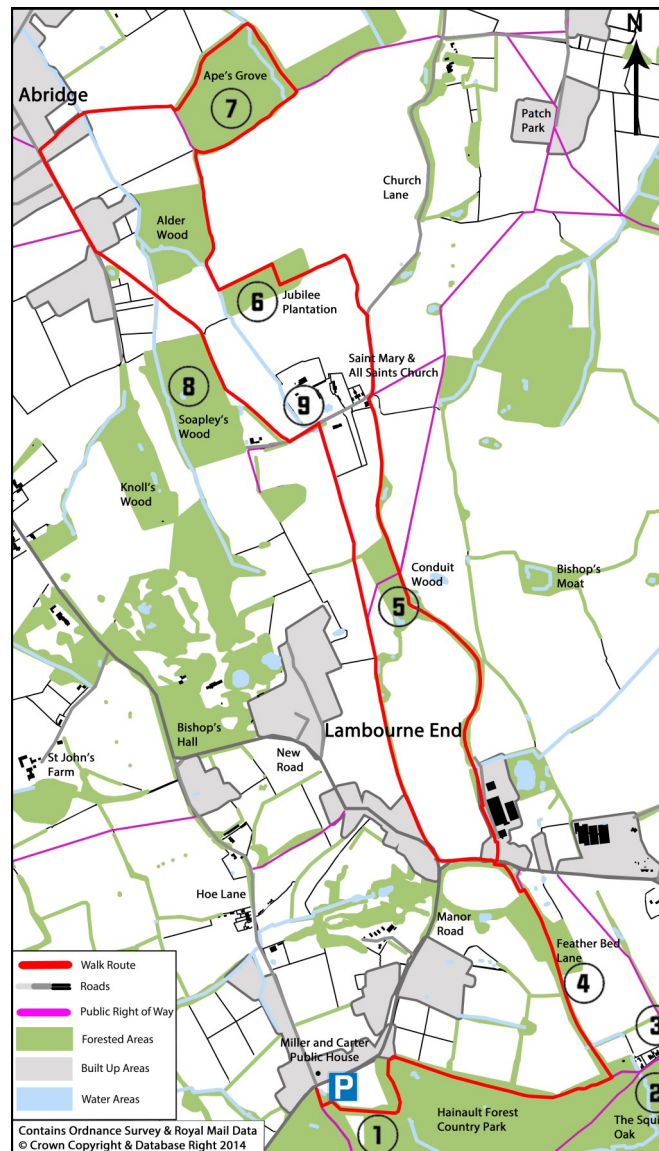 N
Ape's Grove
7
Abridge
Patch
Park
Church
Lane
Alder
Wood
6
Jubilee
Plantation
Saint Mary &
All Saints Church
8
9
Soapley's
Wood
Knoll's
Wood
Conduit
Wood
Bishop's
Moat
5
Bishop's
Hall
Lambourne End
St John's
Farm
New
Road
Hoe Lane
Manor
Road
Feather Bed
Lane
4
Walk Route
Roads
Public Right of Way
Forested Areas
Built Up Areas
Water Areas
3
Miller and Carter
Public House
P
2
Hainault Forest
Country Park
The Squi
Oak
1
Contains Ordnance Survey & Royal Mail Data
© Crown Copyright & Database Right 2014